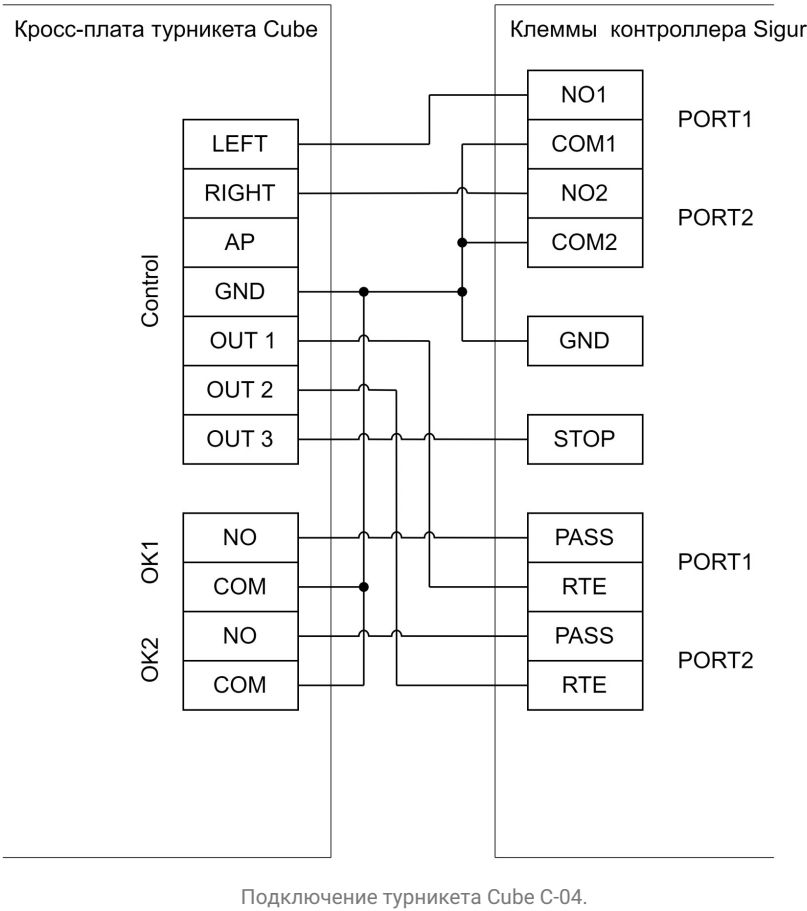 Кросс-плата турникета Cube
Клеммы контроллера Sigur
Control
LEFT
RIGHT
AP
GND
OUT 1
OUT 2
OUT 3
OK1
NO
COM
OK2
NO
COM
NO1
COM1
PORT1
NO2
COM2
PORT2
GND
STOP
PASS
RTE
PORT1
PASS
RTE
PORT2
Подключение турникета Cube C-04.